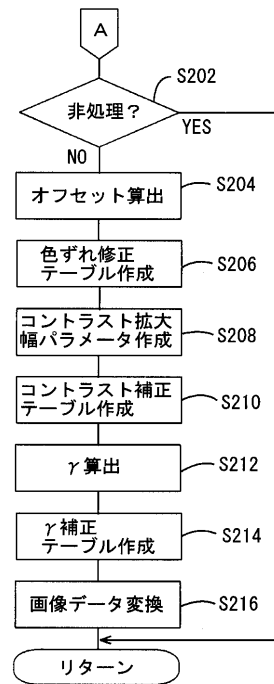 A
S202
非処理？
YES
NO
オフセット算出
S204
色ずれ修正
テーブル作成
S206
コントラスト拡大
幅パラメータ作成
S208
コントラスト補正
テーブル作成
S210
γ算出
S212
γ補正
テーブル作成
S214
画像データ変換
S216
リターン